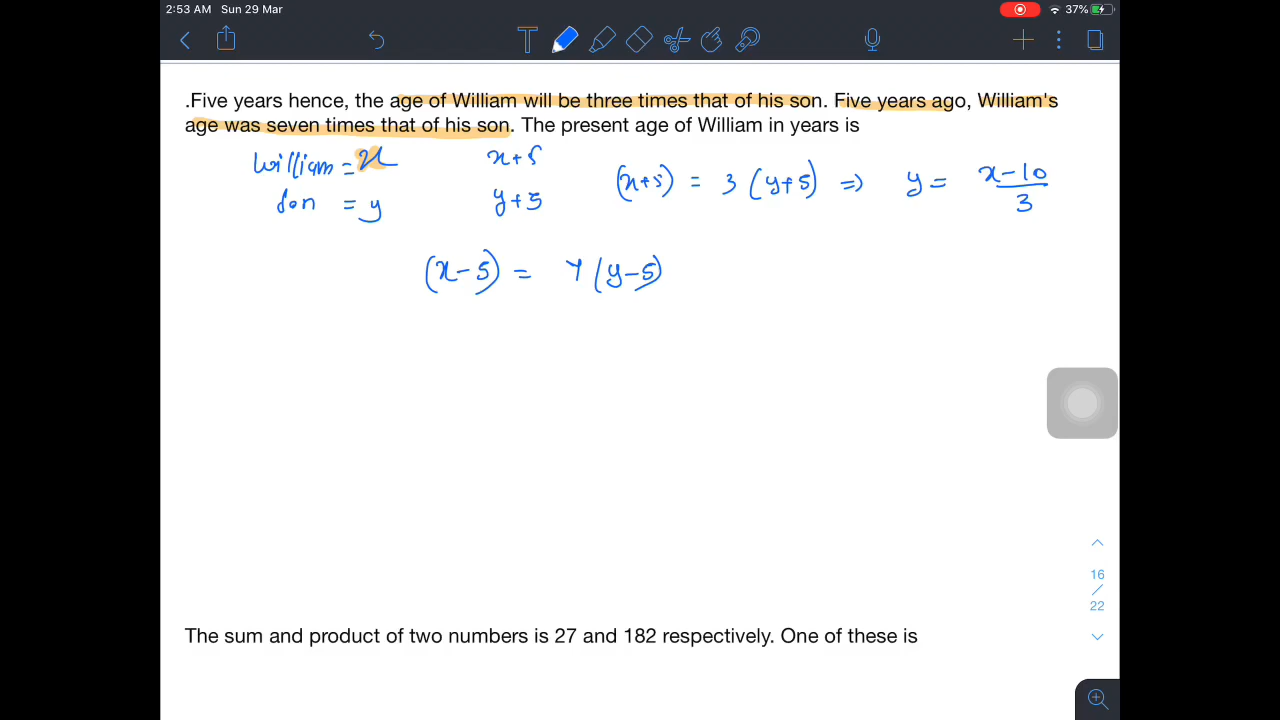 2:53 AM Sun 29 Mar 37%
.Five years hence, the age of William will be three times that of his son. Five years ago, William's
age was seven times that of his son. The present age of William in years is
William = x x+5
Son = y y+5
(x+5) = 3 (y+5) ⇒ y = x-10/3
(x-5) = 7(y-5)
16
/
22
The sum and product of two numbers is 27 and 182 respectively. One of these is